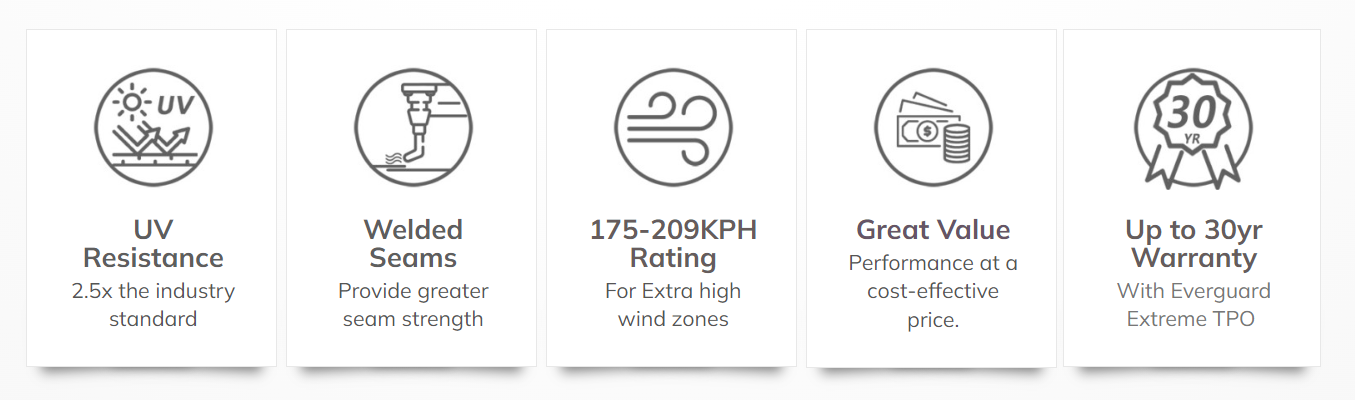 UV
UV
Resistance
2.5x the industry
standard
Welded
Seams
Provide greater
seam strength
175-209KPH
Rating
For Extra high
wind zones
$
Great Value
Performance at a
cost-effective
price.
30
YR
Up to 30yr
Warranty
With Everguard
Extreme TPO